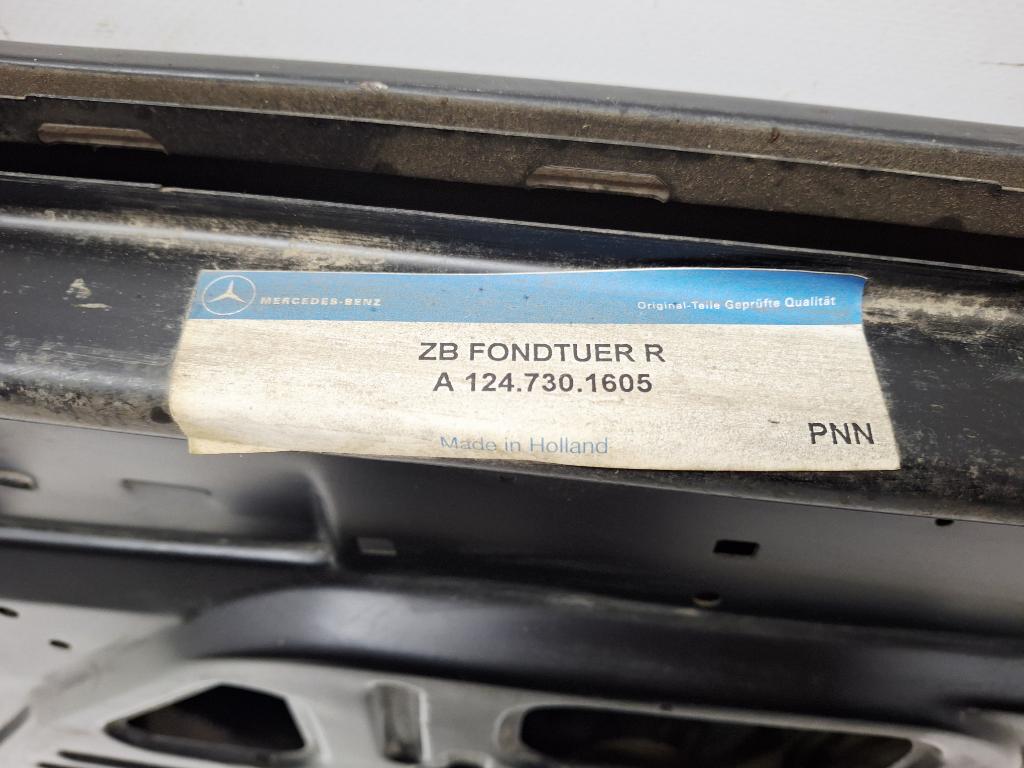 MERCEDES-BENZ Original-Teile Geprüfte Qualität
ZB FONDTUER R
A 124.730.1605
Made in Holland
PNN